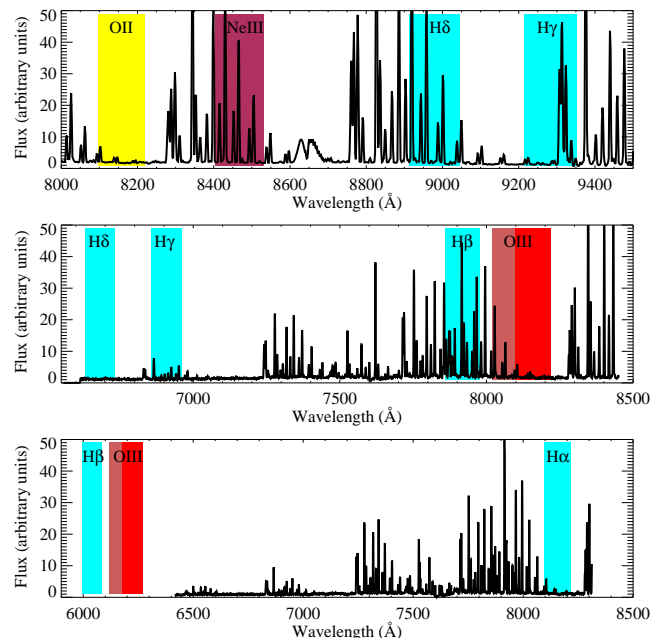 OII NeIII Hδ Hγ
50
40
30
20
10
0
Flux (arbitrary units)
8000 8200 8400 8600 8800 9000 9200 9400
Wavelength (Å)
Hδ Hγ Hβ OIII
50
40
30
20
10
0
Flux (arbitrary units)
7000 7500 8000 8500
Wavelength (Å)
Hβ OIII Hα
50
40
30
20
10
0
Flux (arbitrary units)
6000 6500 7000 7500 8000 8500
Wavelength (Å)